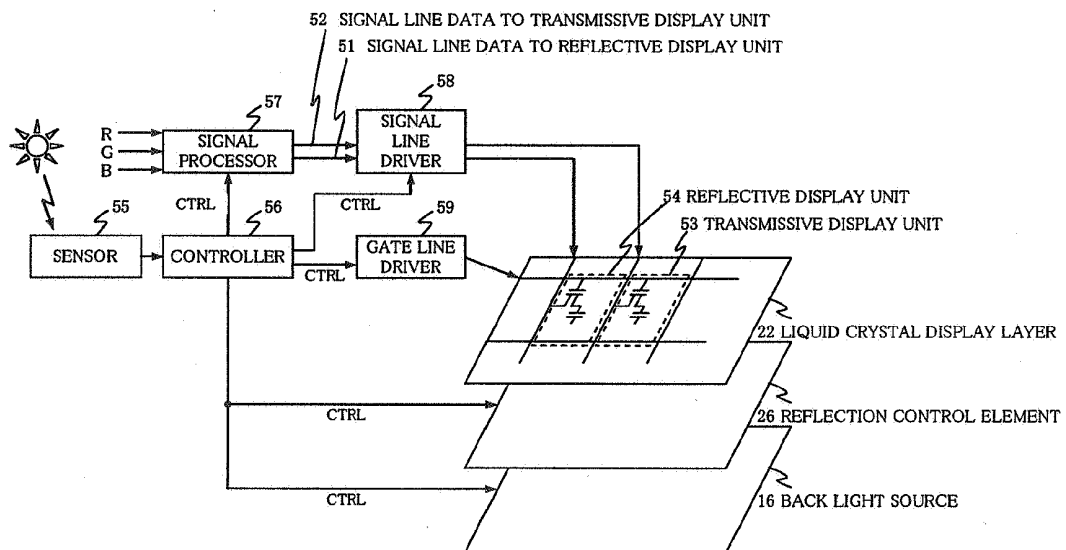 52 SIGNAL LINE DATA TO TRANSMISSIVE DISPLAY UNIT
51 SIGNAL LINE DATA TO REFLECTIVE DISPLAY UNIT
58
57
R
G
B
SIGNAL
PROCESSOR
SIGNAL
LINE
DRIVER
CTRL
CTRL
54 REFLECTIVE DISPLAY UNIT
53 TRANSMISSIVE DISPLAY UNIT
55
56
59
SENSOR
CONTROLLER
CTRL
GATE LINE
DRIVER
22 LIQUID CRYSTAL DISPLAY LAYER
CTRL
26 REFLECTION CONTROL ELEMENT
CTRL
16 BACK LIGHT SOURCE